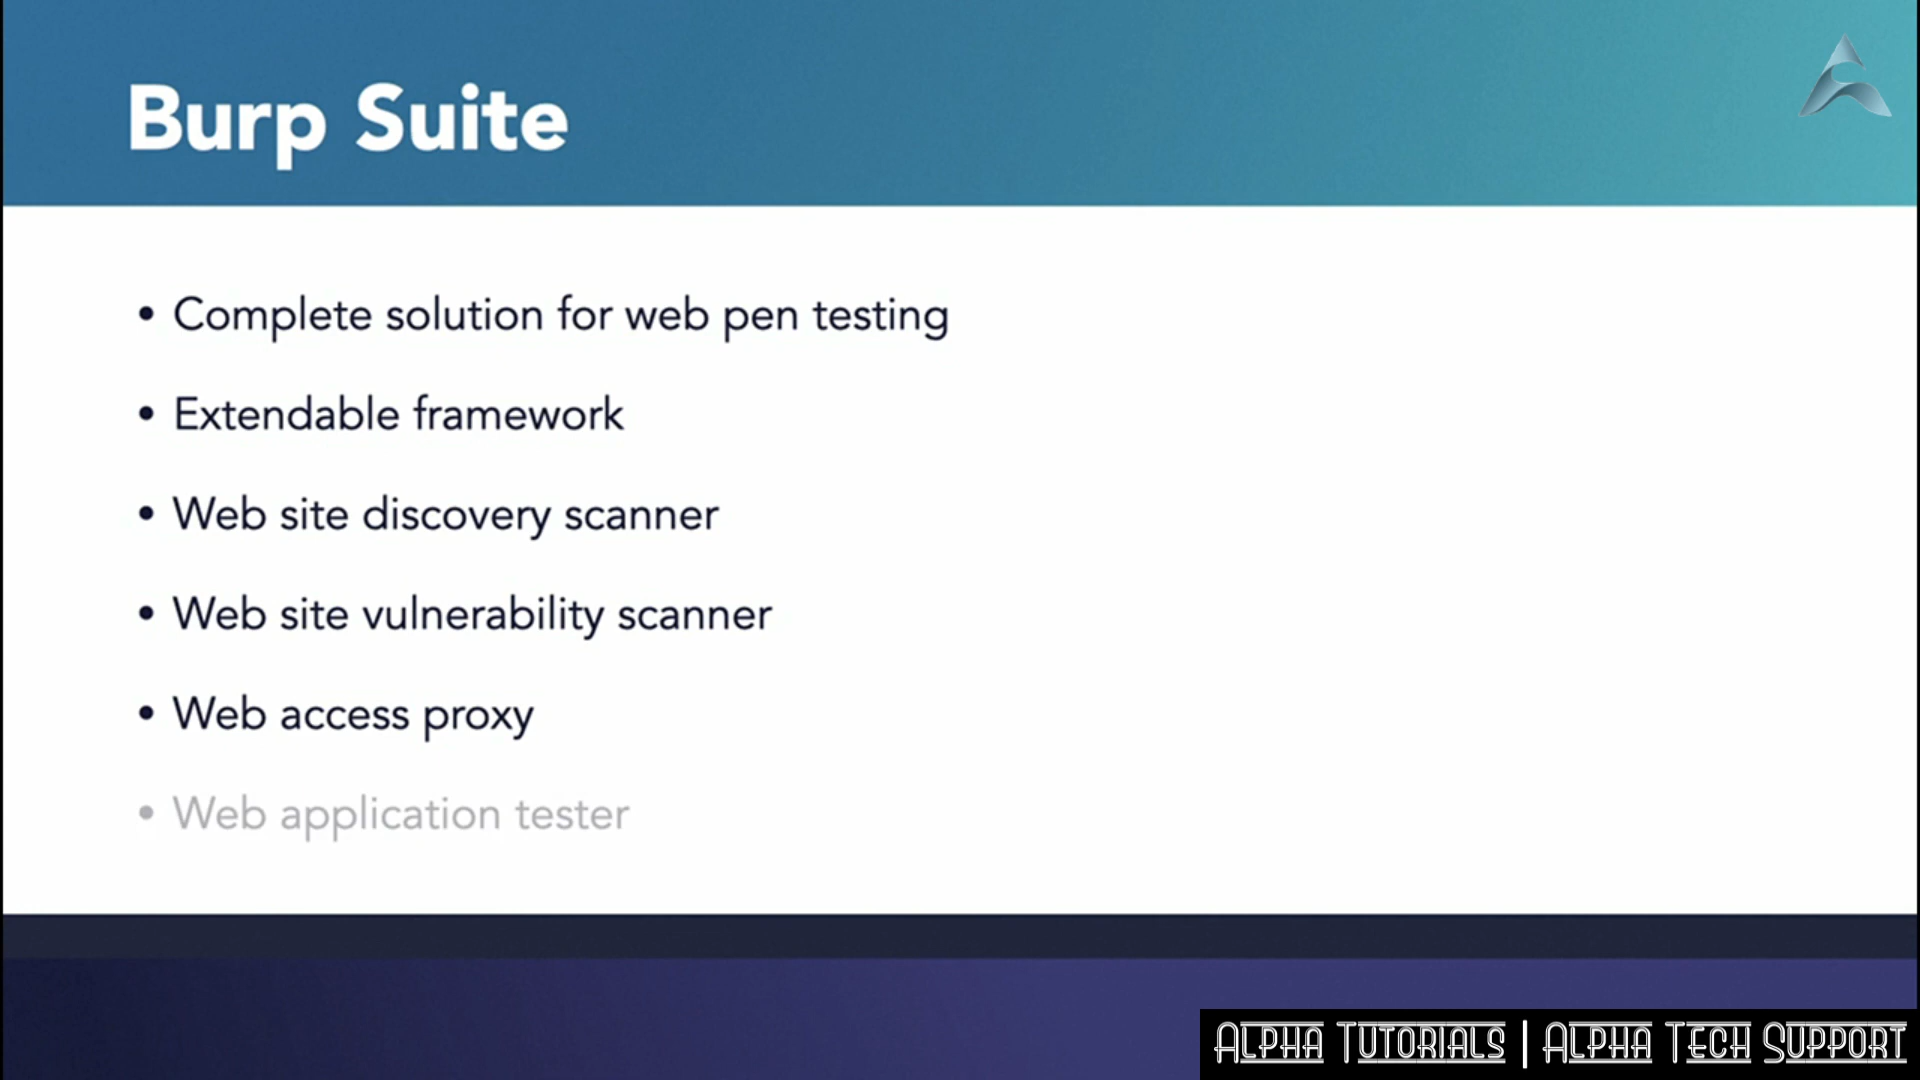 Burp Suite
• Complete solution for web pen testing
• Extendable framework
• Web site discovery scanner
• Web site vulnerability scanner
• Web access proxy
• Web application tester
Alpha Tutorials | Alpha Tech Support